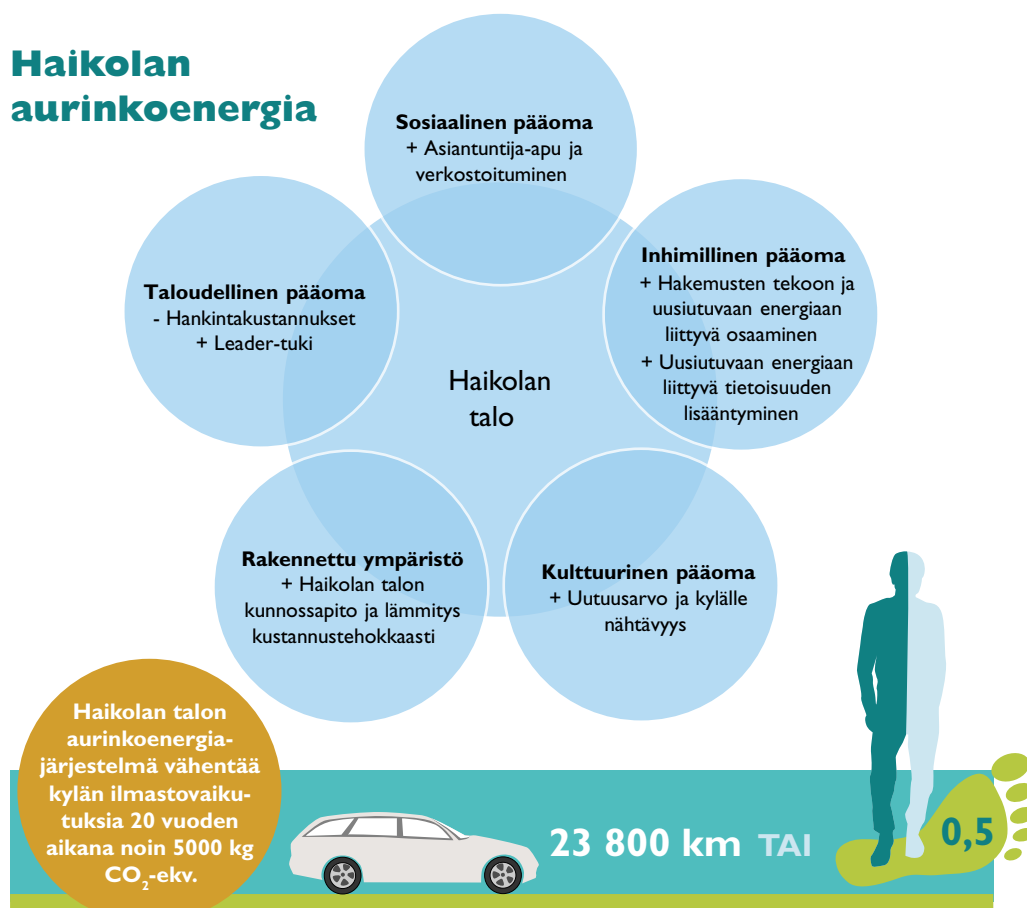 Haikolan
aurinkoenergia
Sosiaalinen pääoma
+ Asiantuntija-apu ja
verkostoituminen
Inhimillinen pääoma
+ Hakemusten tekoon ja
uusiutuvaan energiaan
liittyvä osaaminen
+ Uusiutuvaan energiaan
liittyvä tietoisuuden
lisääntyminen
Taloudellinen pääoma
- Hankintakustannukset
+ Leader-tuki
Haikolan
talo
Rakennettu ympäristö
+ Haikolan talon
kunnossapito ja lämmitys
kustannustehokkaasti
Kulttuurinen pääoma
+ Uutuusarvo ja kylälle
nähtävyys
Haikolan talon
aurinkoenergia-
järjestelmä vähentää
kylän ilmastovaiku-
tuksia 20 vuoden
aikana noin 5000 kg
CO₂-ekv.
23 800 km TAI
0,5